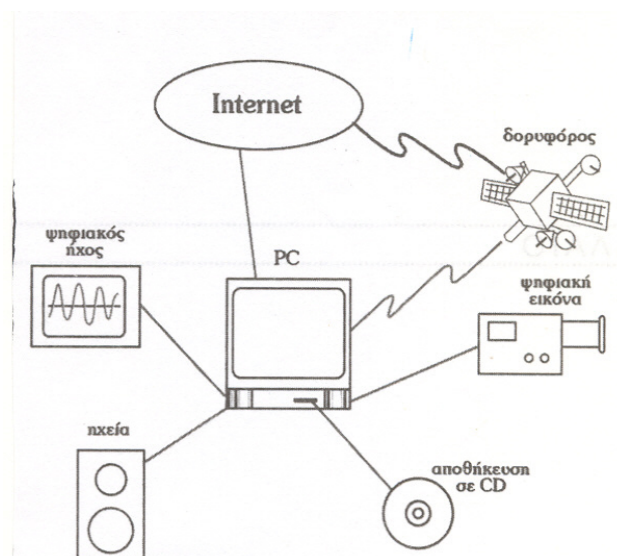 Internet
δορυφόρος
ψηφιακός
ήχος
PC
ψηφιακή
εικόνα
ηχεία
αποθήκευση
σε CD